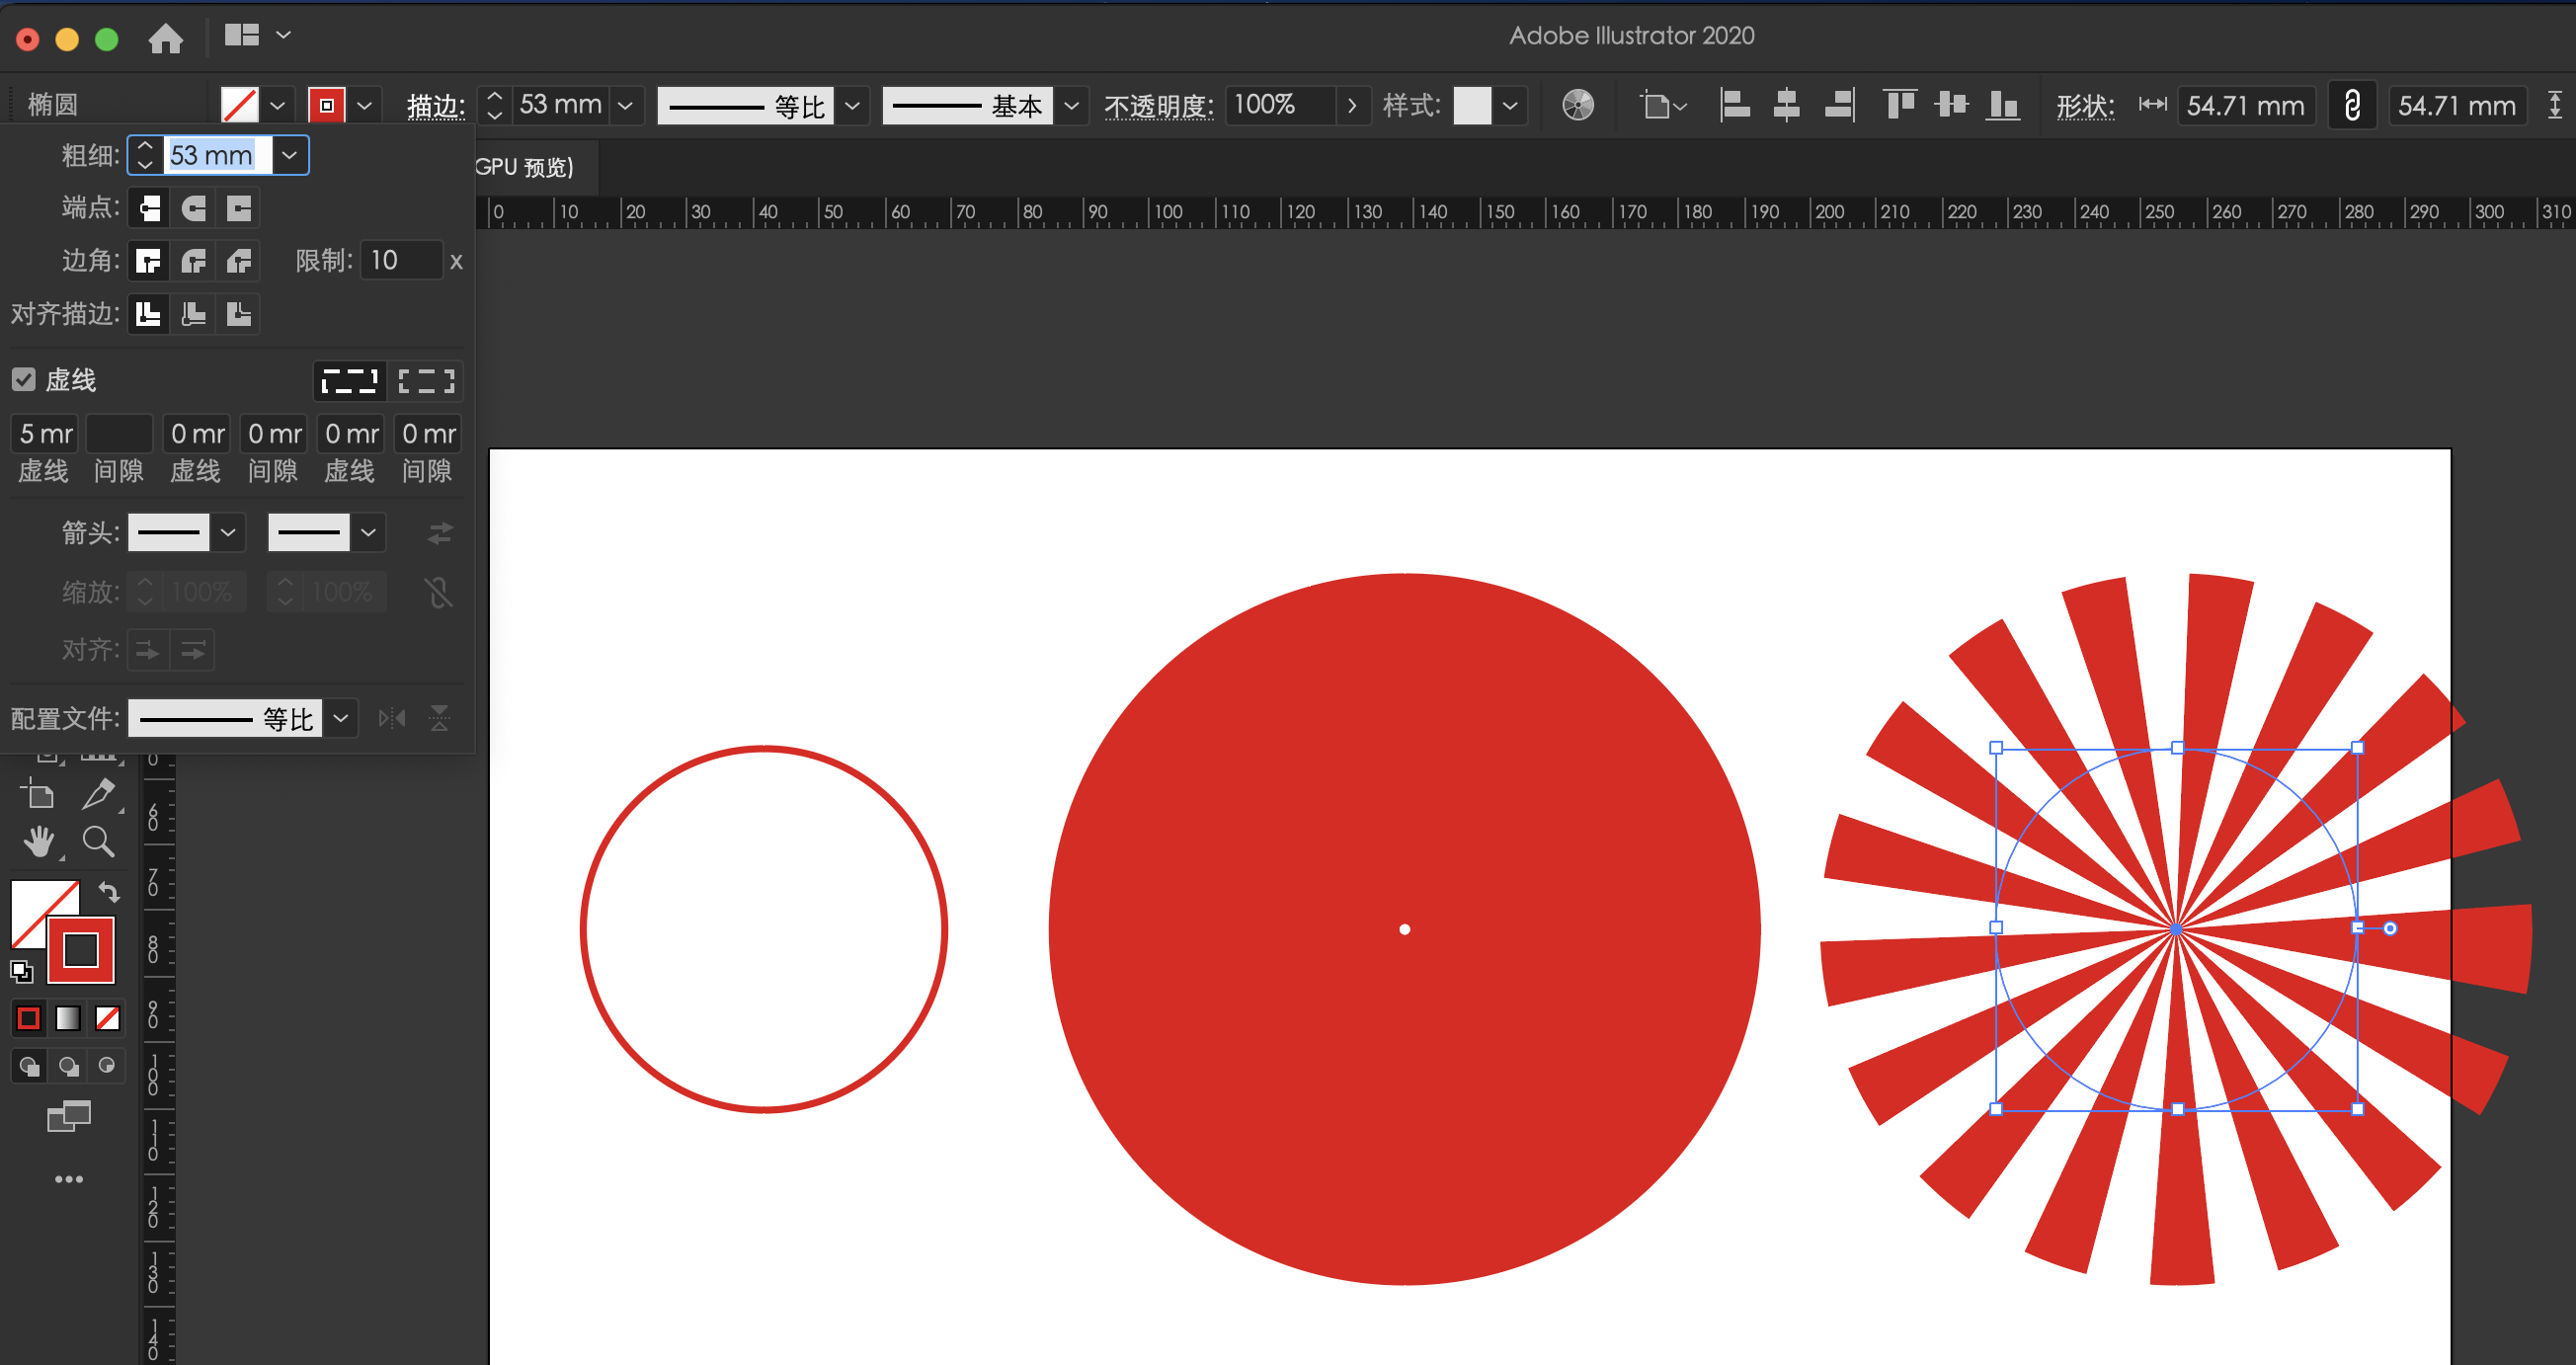 Adobe Illustrator 2020
椭圆 描边: 53 mm 等比 基本 不透明度: 100% 样式: 形状: 54.71 mm 54.71 mm
粗细: 53 mm
GPU 预览)
端点:
0 10 20 30 40 50 60 70 80 90 100 110 120 130 140 150 160 170 180 190 200 210 220 230 240 250 260 270 280 290 300 310
边角: 限制: 10 x
对齐描边:
虚线
5 mr 0 mr 0 mr 0 mr 0 mr
虚线 间隙 虚线 间隙 虚线 间隙
箭头:
缩放: 100% 100%
对齐:
配置文件: 等比
0
60
70
80
90
100
110
120
130
140